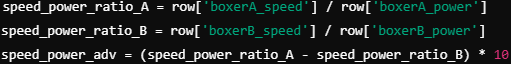 speed_power_ratio_A = row['boxerA_speed'] / row['boxerA_power']
speed_power_ratio_B = row['boxerB_speed'] / row['boxerB_power']
speed_power_adv = (speed_power_ratio_A - speed_power_ratio_B) * 10